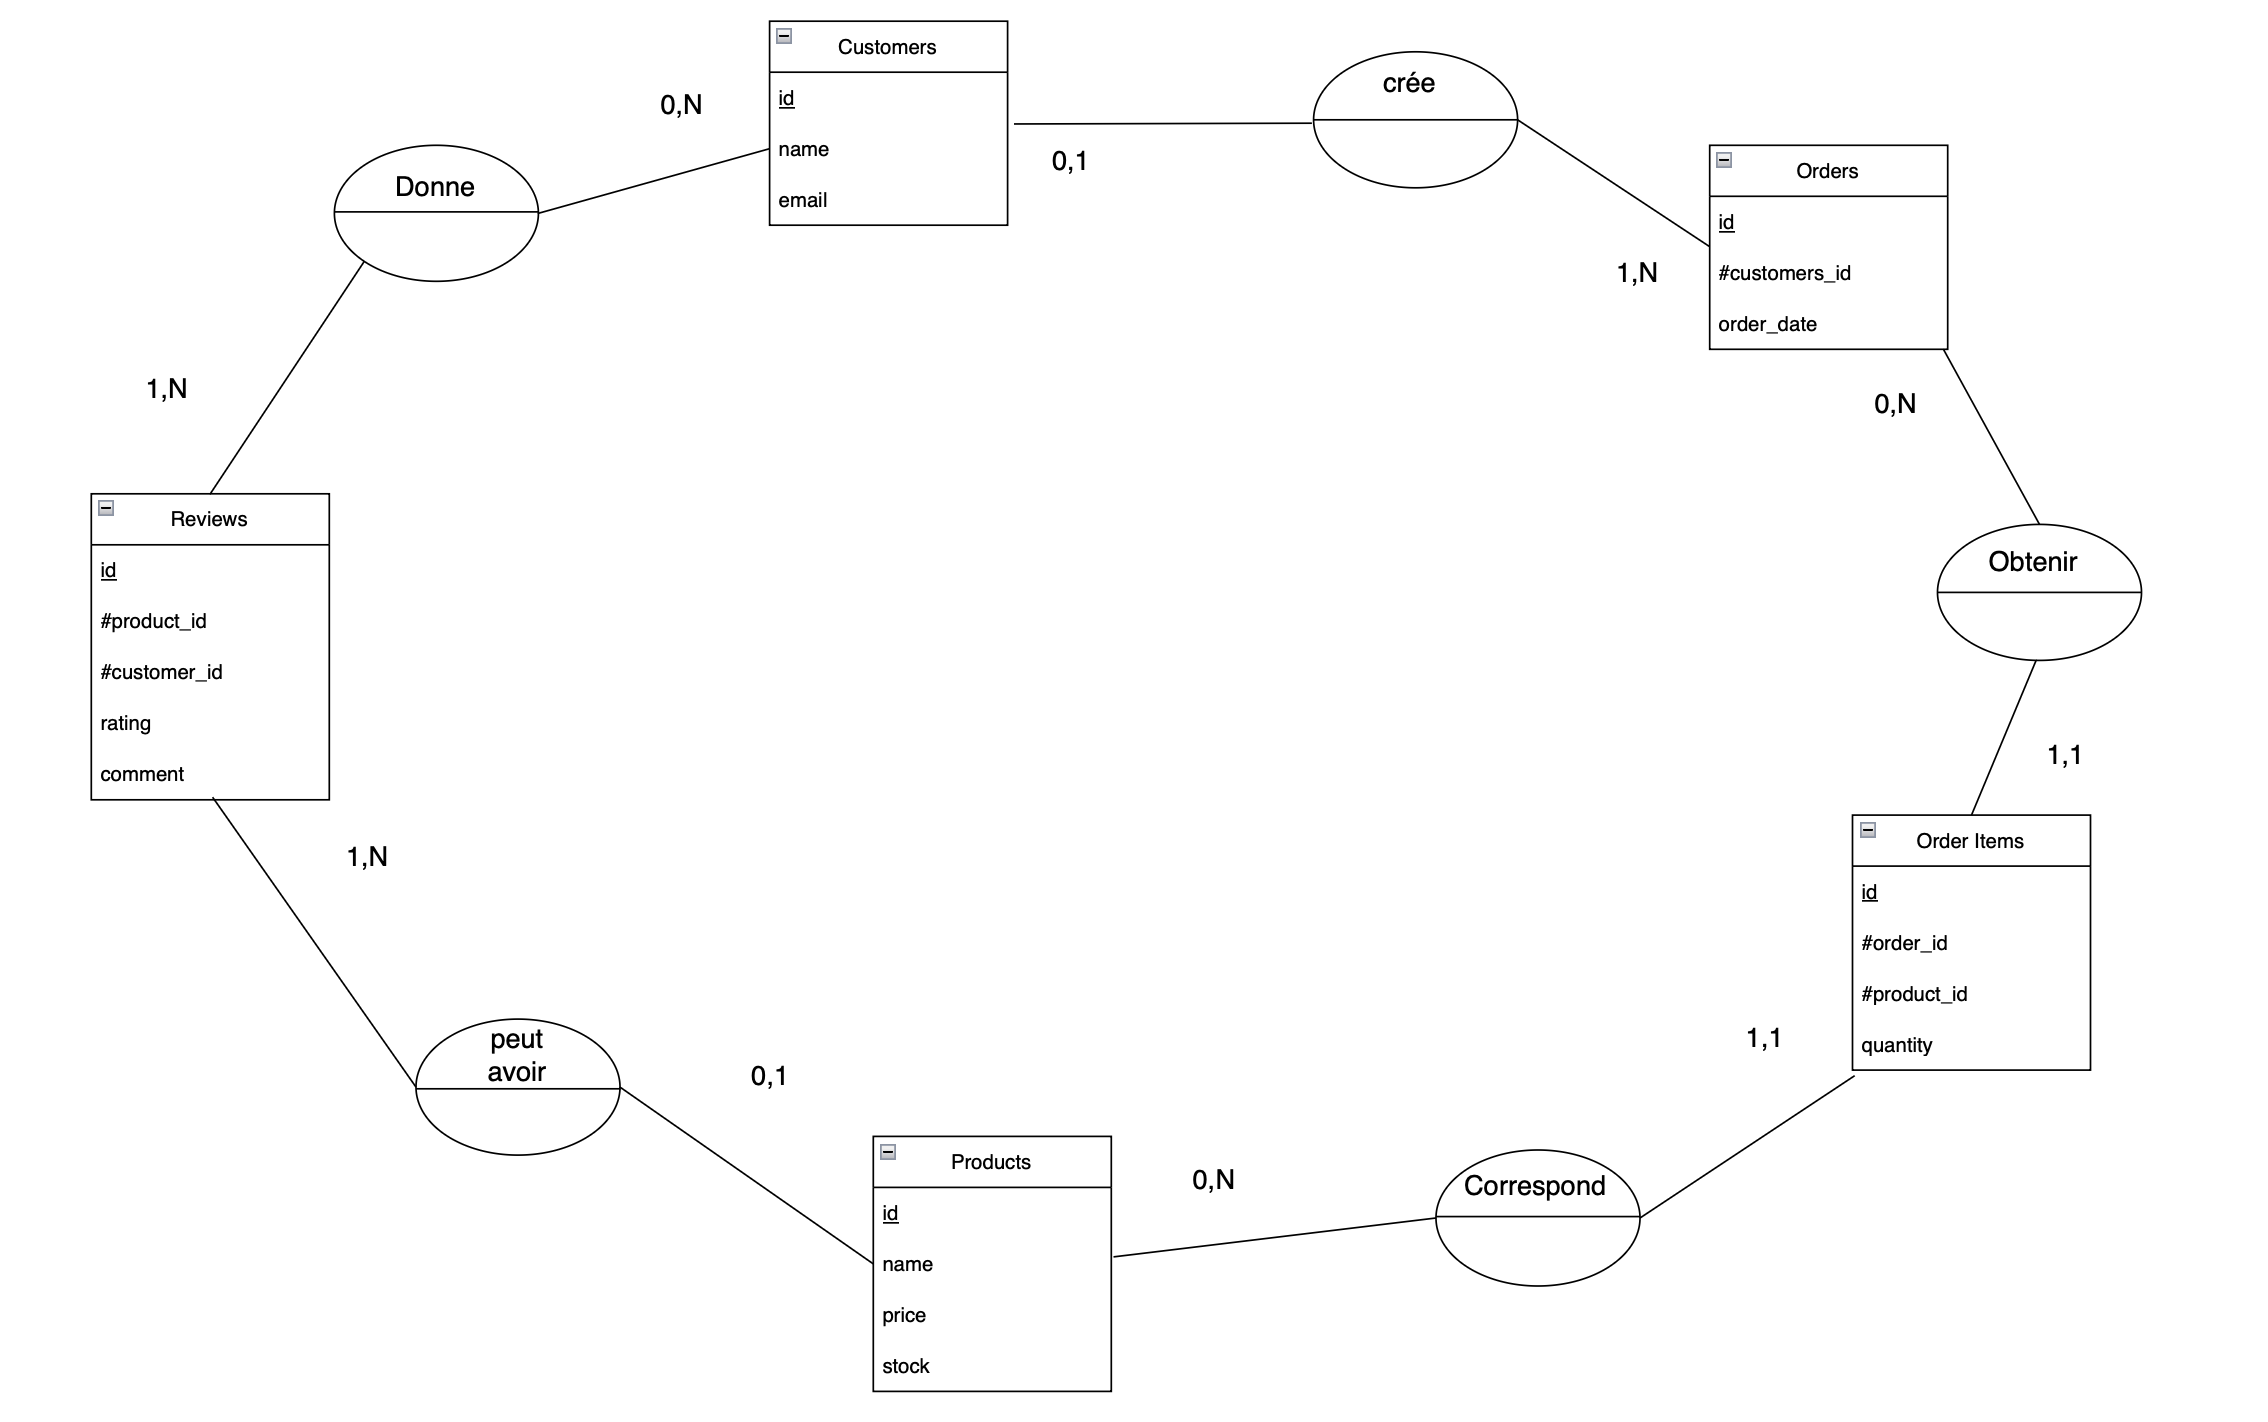 Customers
id
name
email
crée
0,N
0,1
Donne
Orders
id
#customers_id
order_date
1,N
1,N
0,N
Reviews
id
#product_id
#customer_id
rating
comment
Obtenir
1,1
1,N
Order Items
id
#order_id
#product_id
quantity
peut
avoir
0,1
1,1
Products
id
name
price
stock
0,N
Correspond